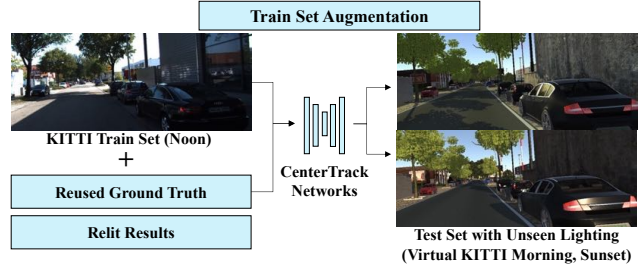 Train Set Augmentation
KITTI Train Set (Noon)
+
Reused Ground Truth
Relit Results
CenterTrack
Networks
Test Set with Unseen Lighting
(Virtual KITTI Morning, Sunset)